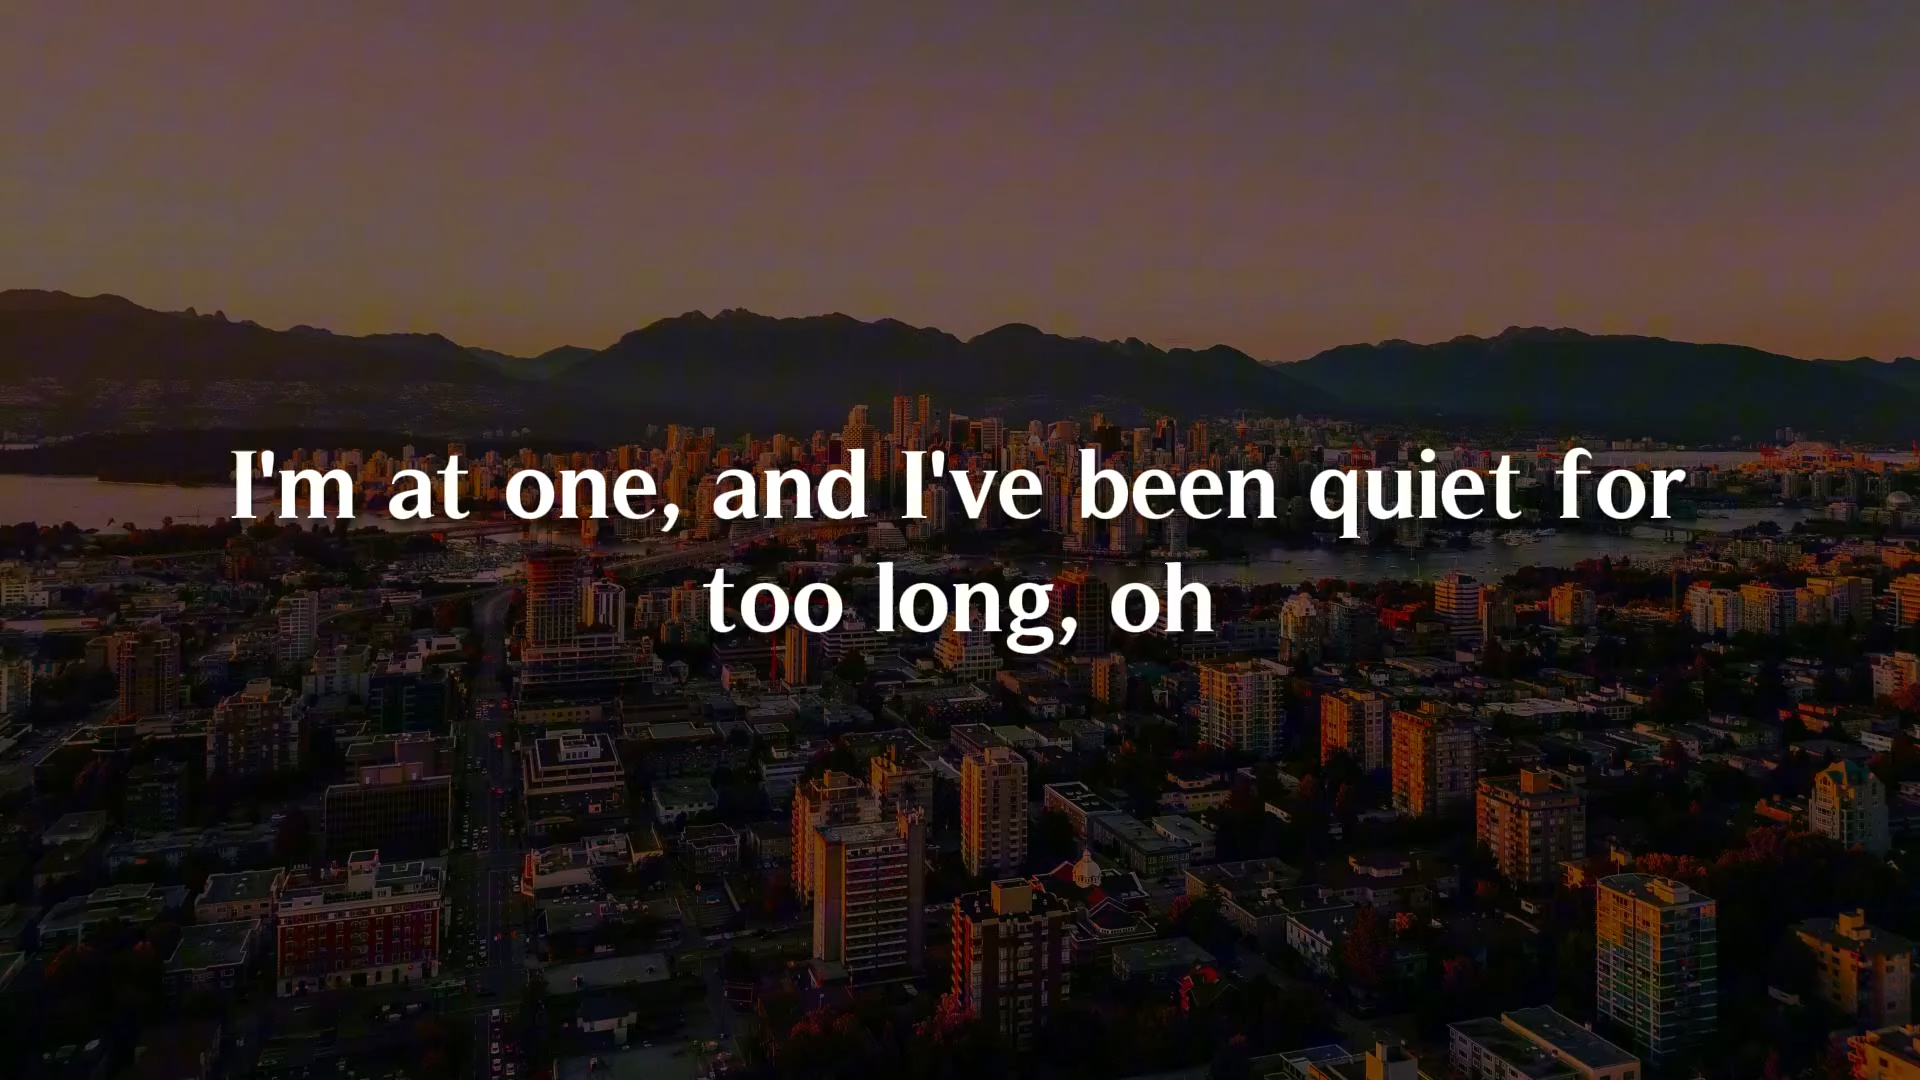 I'm at one, and I've been quiet for
too long, oh